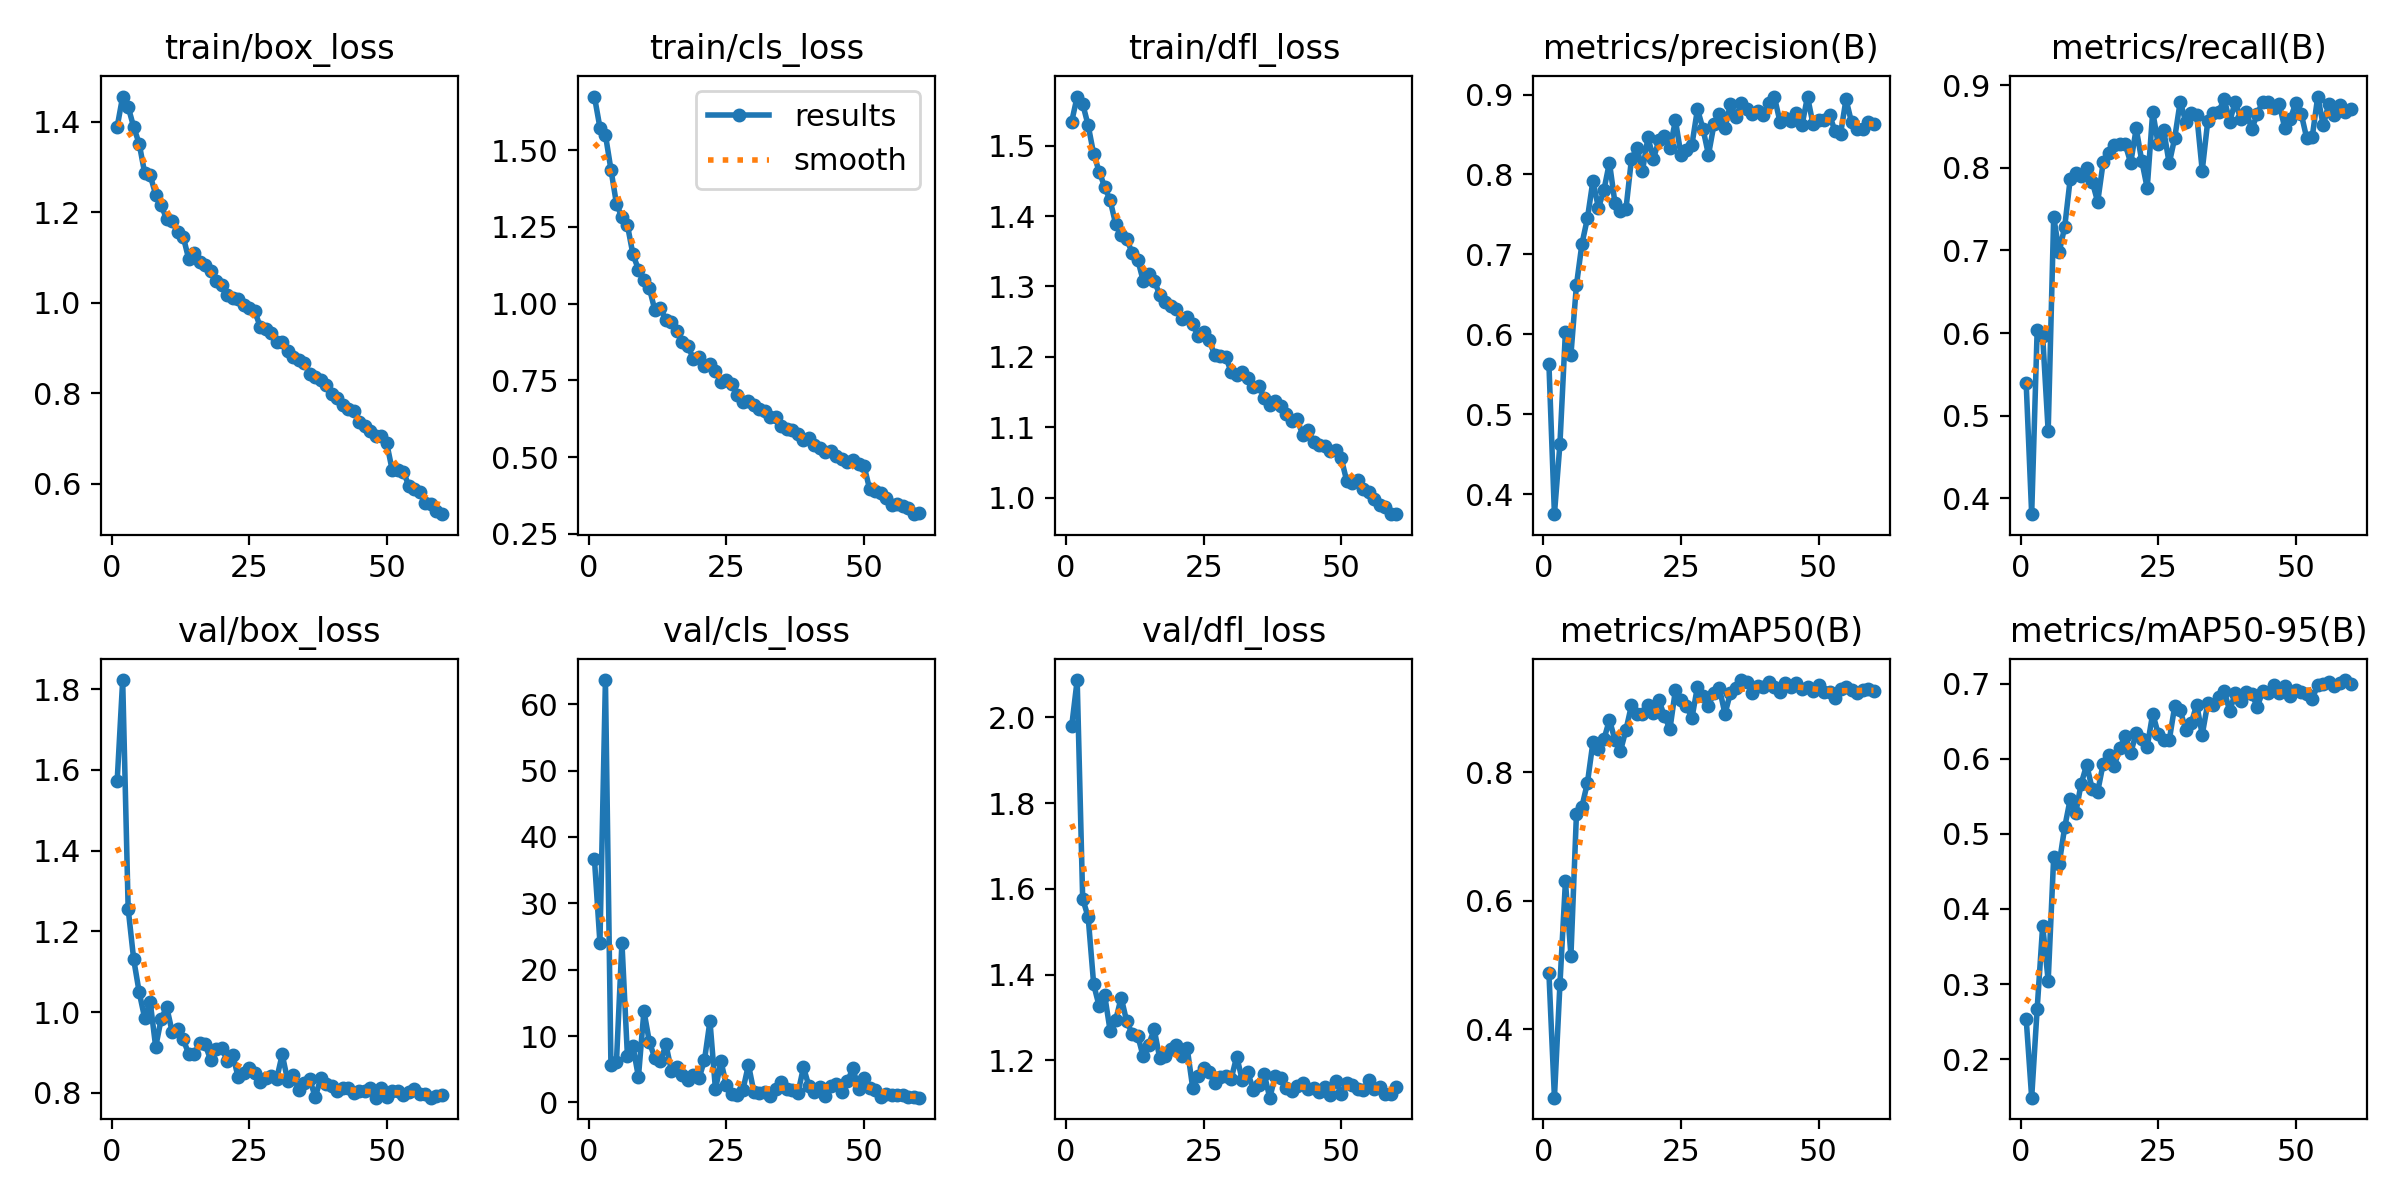 train/box_loss
1.4
1.2
1.0
0.8
0.6
0 25 50
train/cls_loss
results
smooth
1.50
1.25
1.00
0.75
0.50
0.25
0 25 50
train/dfl_loss
1.5
1.4
1.3
1.2
1.1
1.0
0 25 50
metrics/precision(B)
0.9
0.8
0.7
0.6
0.5
0.4
0 25 50
metrics/recall(B)
0.9
0.8
0.7
0.6
0.5
0.4
0 25 50
val/box_loss
1.8
1.6
1.4
1.2
1.0
0.8
0 25 50
val/cls_loss
60
50
40
30
20
10
0
0 25 50
val/dfl_loss
2.0
1.8
1.6
1.4
1.2
0 25 50
metrics/mAP50(B)
0.8
0.6
0.4
0 25 50
metrics/mAP50-95(B)
0.7
0.6
0.5
0.4
0.3
0.2
0 25 50